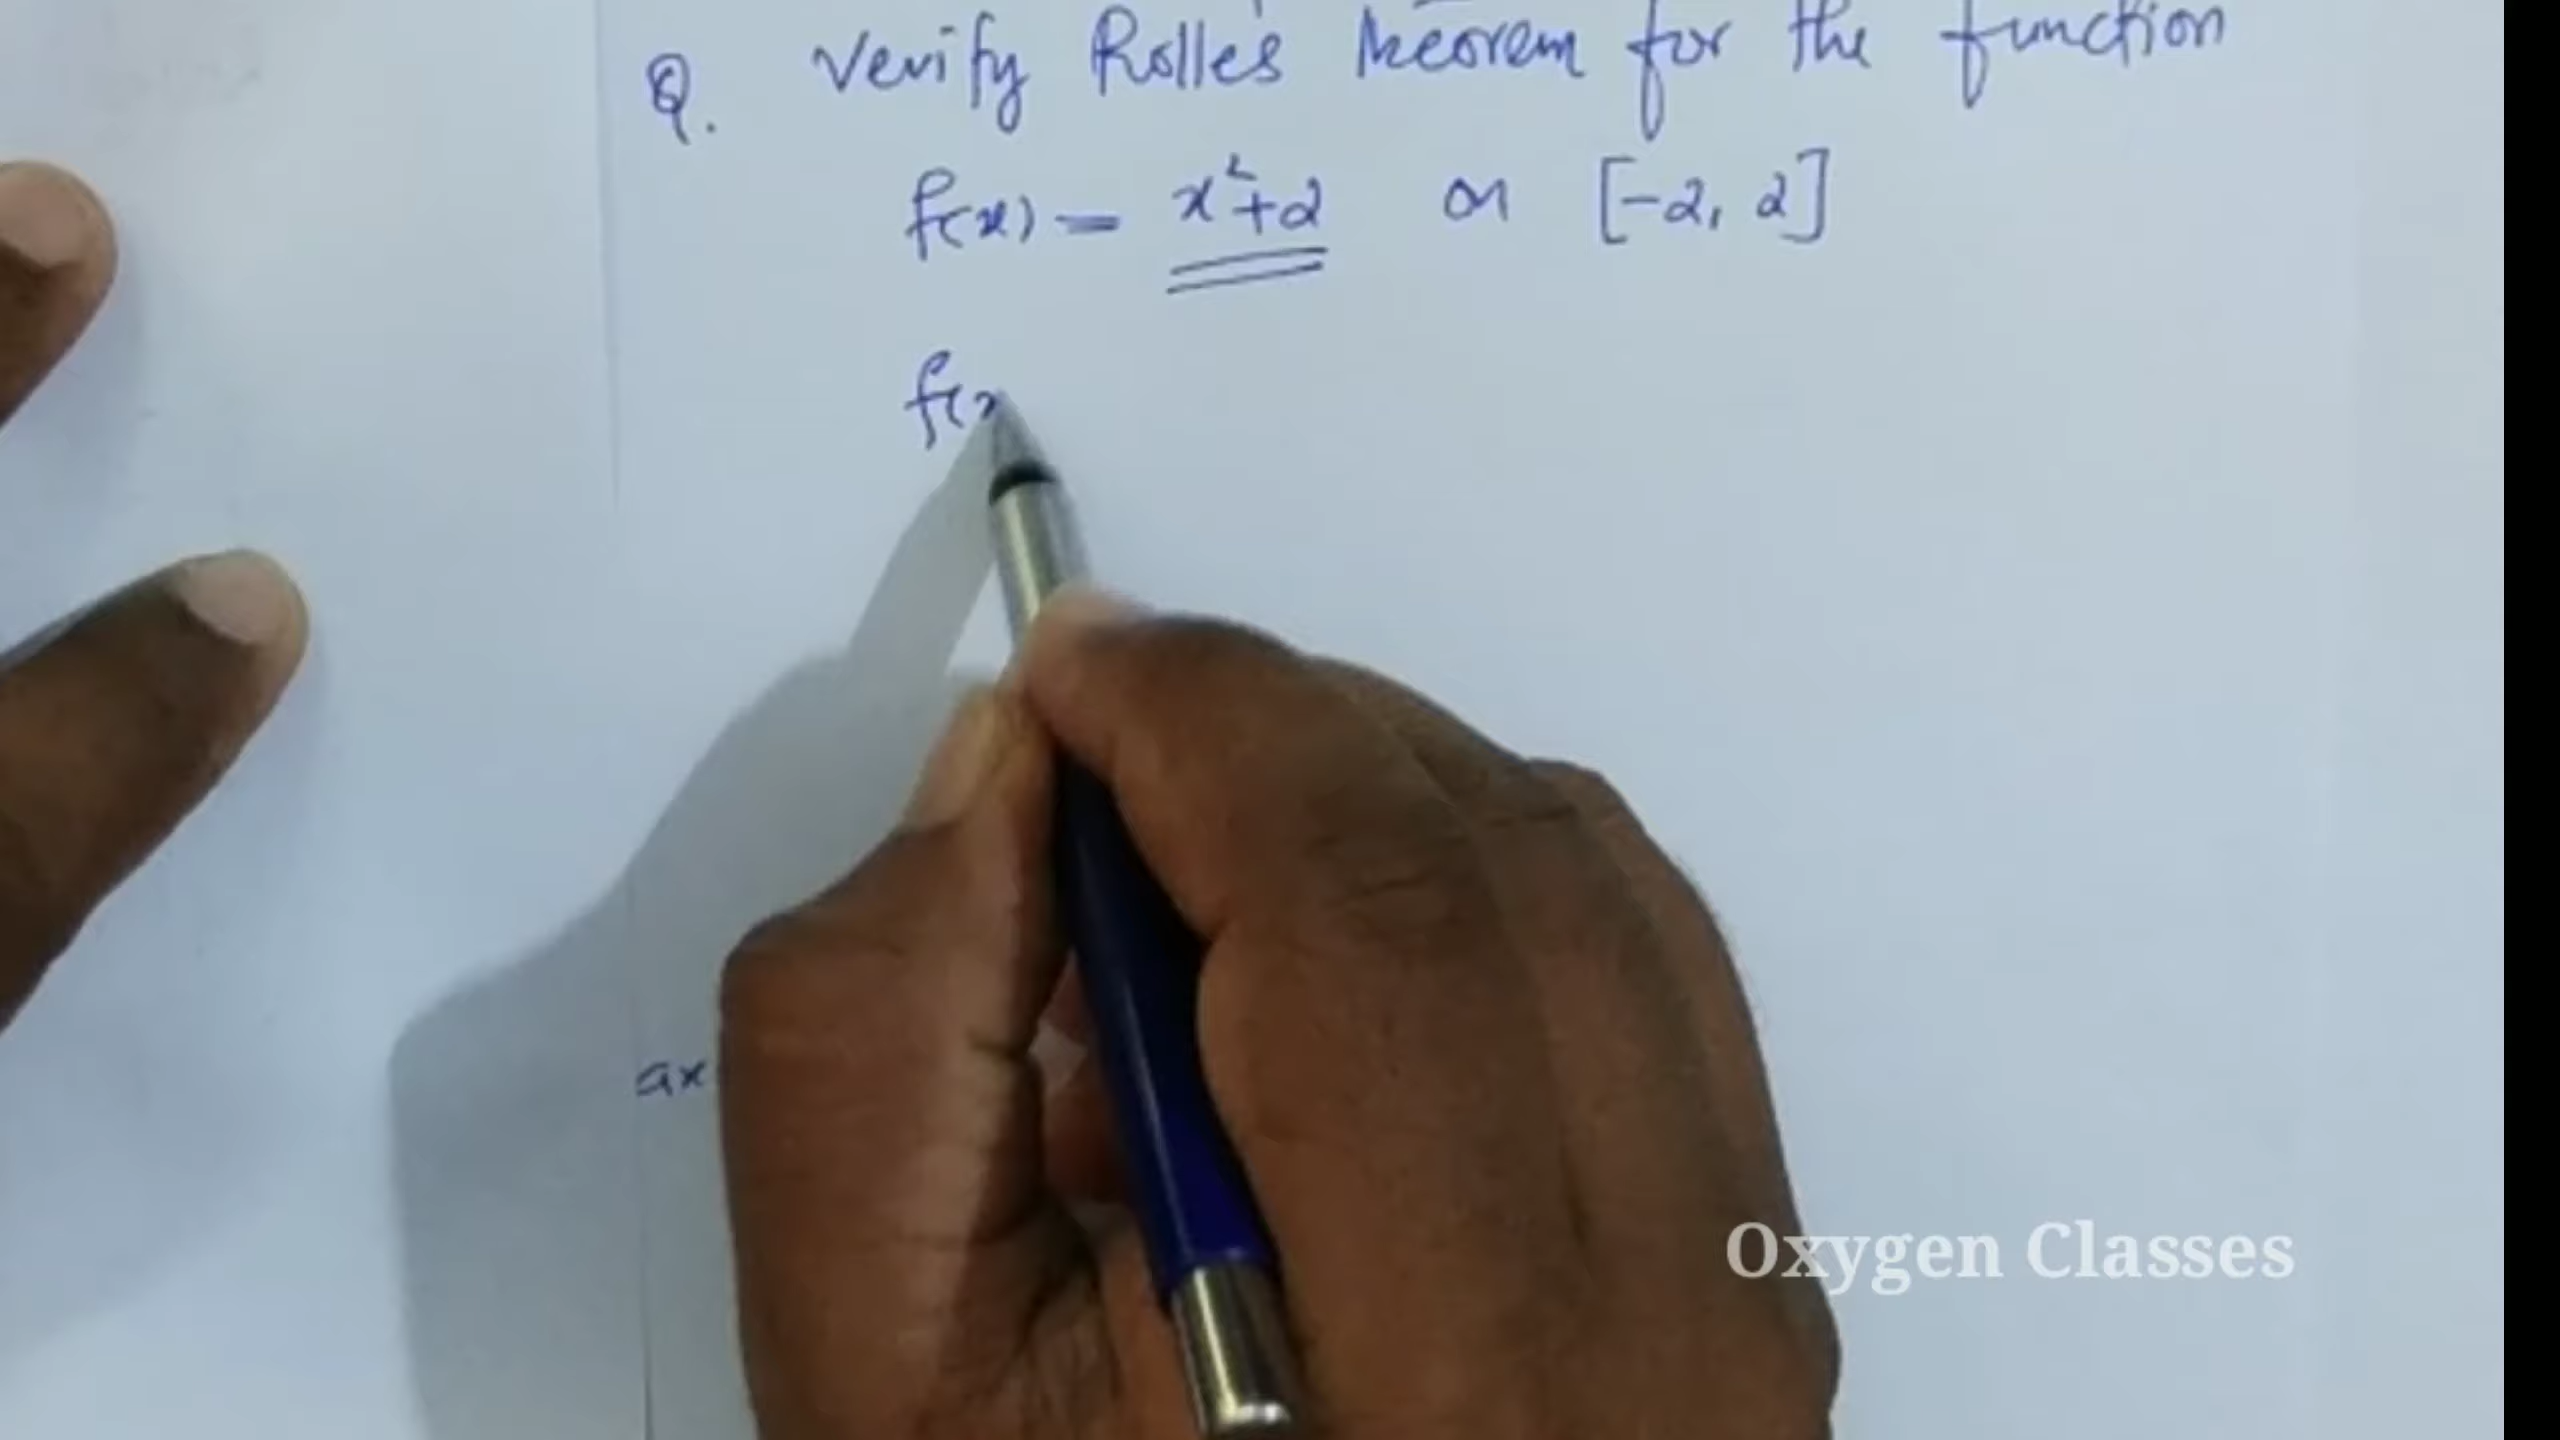 Q. Verify Rolle's Theorem for the function
f(x) = x²+2 on [-2, 2]
f(x
ax
Oxygen Classes